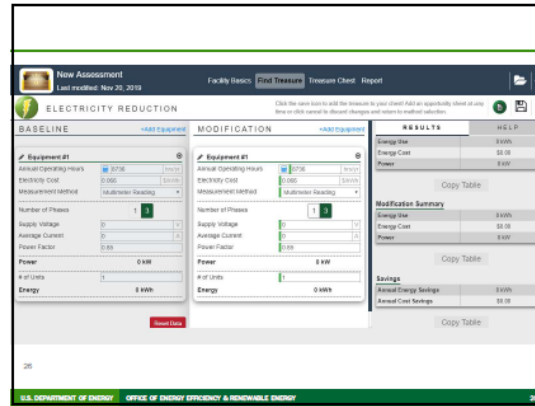 New Assessment
Last modified: Nov 20, 2019
Facility Basics Find Treasure Treasure Chest Report
ELECTRICITY REDUCTION
Click the save icon to add the treasure to your chest! Add an opportunity sheet at any time or click cancel to discard changes and return to method selection.
BASELINE +Add Equipment
Equipment #1
Annual Operating Hours 8736 hrs/yr
Electricity Cost 0.065 $/kWh
Measurement Method Multimeter Reading
Number of Phases 1 3
Supply Voltage 0 V
Average Current 0 A
Power Factor 0.85
Power 0 kW
# of Units 1
Energy 0 kWh
Reset Data
MODIFICATION +Add Equipment
Equipment #1
Annual Operating Hours 8736 hrs/yr
Electricity Cost 0.065 $/kWh
Measurement Method Multimeter Reading
Number of Phases 1 3
Supply Voltage 0 V
Average Current 0 A
Power Factor 0.85
Power 0 kW
# of Units 1
Energy 0 kWh
RESULTS HELP
Energy Use 0 kWh
Energy Cost $0.00
Power 0 kW
Copy Table
Modification Summary
Energy Use 0 kWh
Energy Cost $0.00
Power 0 kW
Copy Table
Savings
Annual Energy Savings 0 kWh
Annual Cost Savings $0.00
Copy Table
26
U.S. DEPARTMENT OF ENERGY OFFICE OF ENERGY EFFICIENCY & RENEWABLE ENERGY